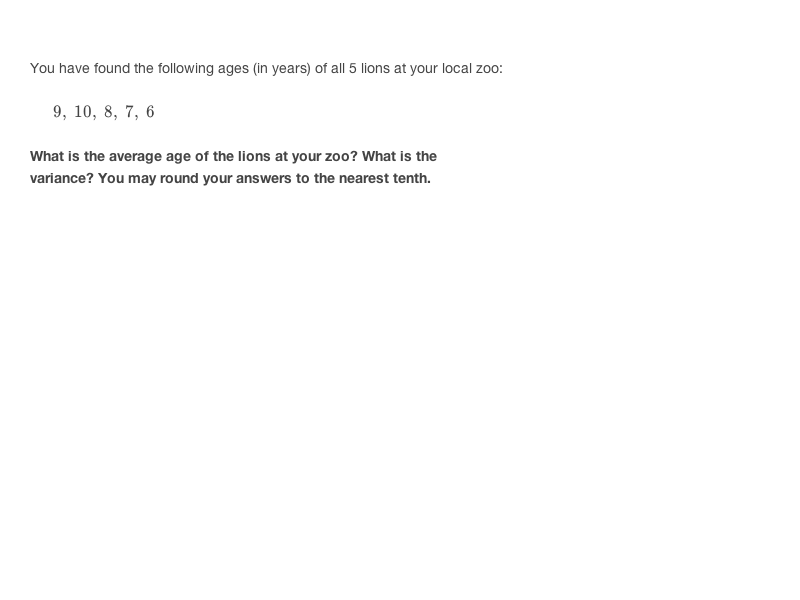 You have found the following ages (in years) of all 5 lions at your local zoo:
9, 10, 8, 7, 6
What is the average age of the lions at your zoo? What is the
variance? You may round your answers to the nearest tenth.